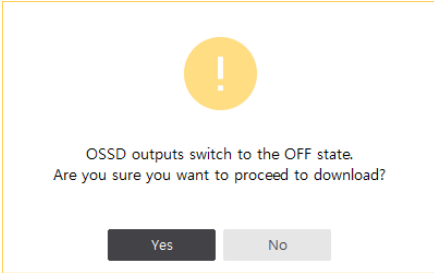 !
OSSD outputs switch to the OFF state.
Are you sure you want to proceed to download?
Yes
No